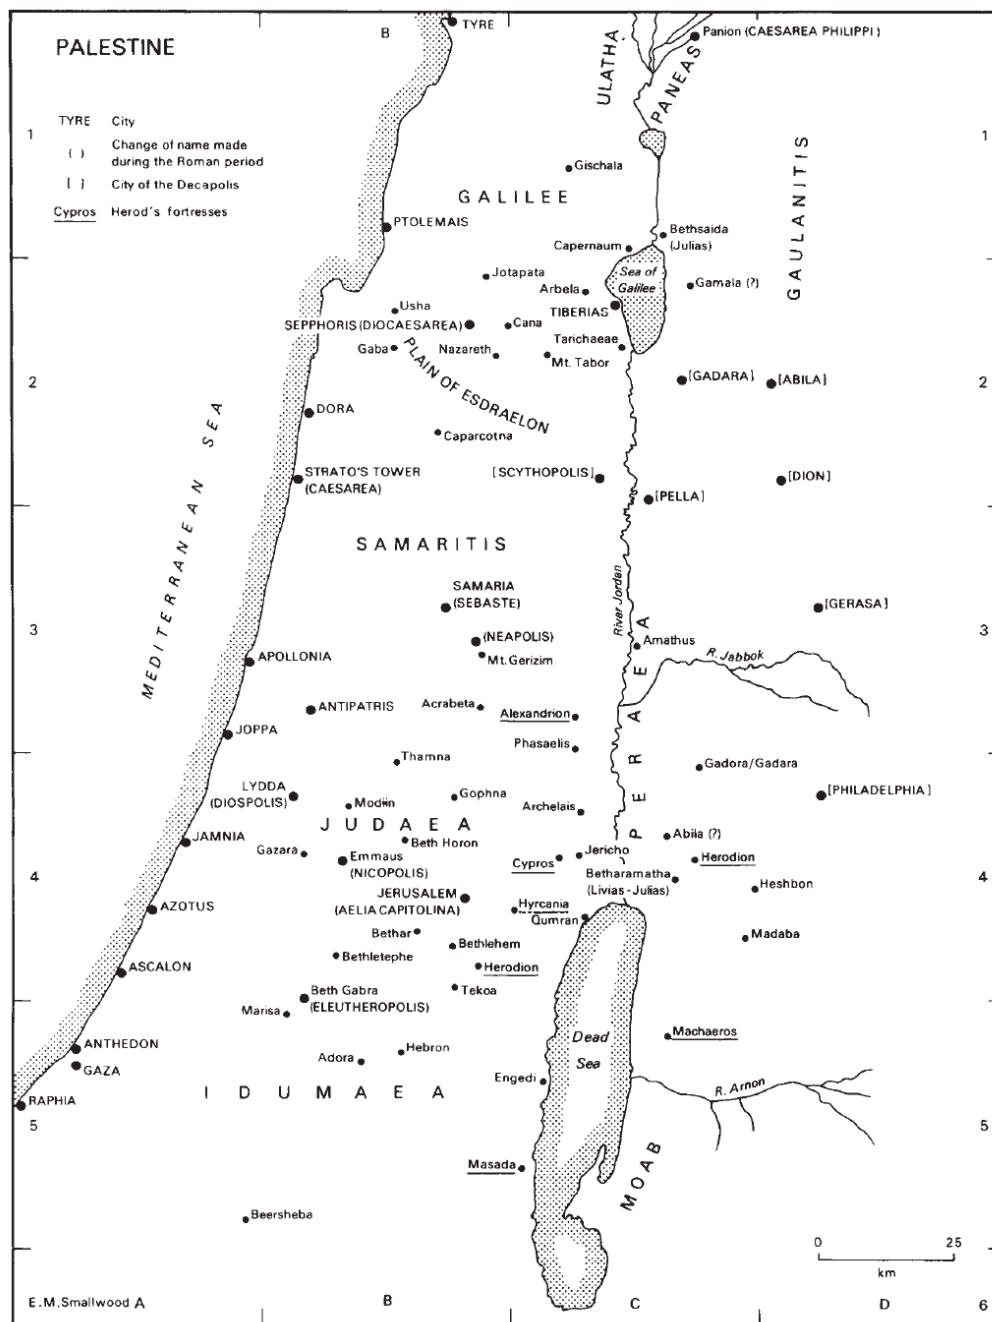 PALESTINE
TYRE City
( ) Change of name made
during the Roman period
[ ] City of the Decapolis
Cypros Herod's fortresses
B
TYRE
ULATHA
Panion (CAESAREA PHILIPPI)
PANEAS
1
1
Gischala
GALILEE
GAULANITIS
PTOLEMAIS
Bethsaida
(Julias)
Capernaum
Sea of
Galilee
Jotapata
Arbela
Gamala (?)
Usha
TIBERIAS
SEPPHORIS (DIOCAESAREA)
Cana
Tarichaeae
Gaba
Nazareth
Mt. Tabor
PLAIN OF ESDRAELON
2
[GADARA]
[ABILA]
2
DORA
Caparcotna
MEDITERRANEAN SEA
STRATO'S TOWER
(CAESAREA)
[SCYTHOPOLIS]
[DION]
[PELLA]
SAMARITIS
River Jordan
SAMARIA
(SEBASTE)
[GERASA]
3
3
(NEAPOLIS)
Amathus
Mt. Gerizim
R. Jabbok
APOLLONIA
PERAEA
ANTIPATRIS
Acrabeta
Alexandrion
JOPPA
Phasaelis
Thamna
Gadora/Gadara
LYDDA
(DIOSPOLIS)
Modiin
Gophna
[PHILADELPHIA]
Archelais
JUDAEA
JAMNIA
Beth Horon
Abila (?)
Gazara
Emmaus
(NICOPOLIS)
Cypros
Jericho
Herodion
4
Betharamatha
(Livias-Julias)
Heshbon
4
JERUSALEM
(AELIA CAPITOLINA)
AZOTUS
Hyrcania
Qumran
Bethar
Madaba
Bethlehem
Bethletephe
ASCALON
Herodion
Beth Gabra
(ELEUTHEROPOLIS)
Tekoa
Marisa
Machaeros
Dead
Sea
ANTHEDON
Hebron
GAZA
Adora
Engedi
IDUMAEA
R. Arnon
RAPHIA
5
5
Masada
MOAB
Beersheba
0 25
km
E.M.Smallwood A
B
C
D
6